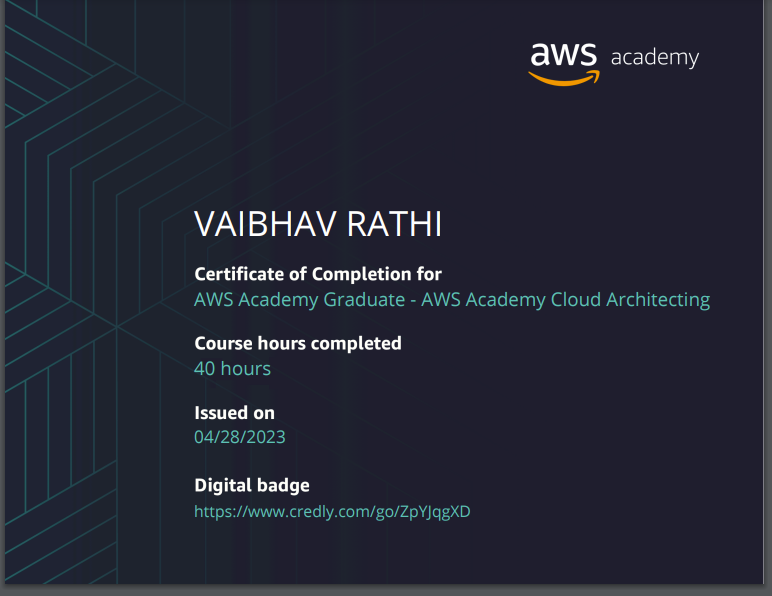 aws academy
VAIBHAV RATHI
Certificate of Completion for
AWS Academy Graduate - AWS Academy Cloud Architecting
Course hours completed
40 hours
Issued on
04/28/2023
Digital badge
https://www.credly.com/go/ZpYJqgXD